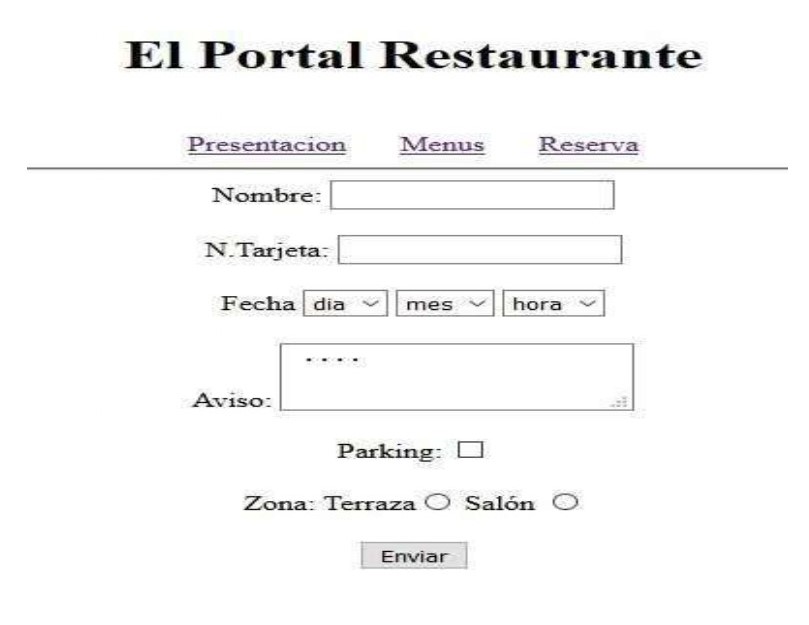 El Portal Restaurante
Presentacion Menus Reserva
Nombre:
N.Tarjeta:
Fecha dia mes hora
....
Aviso:
Parking:
Zona: Terraza Salón
Enviar